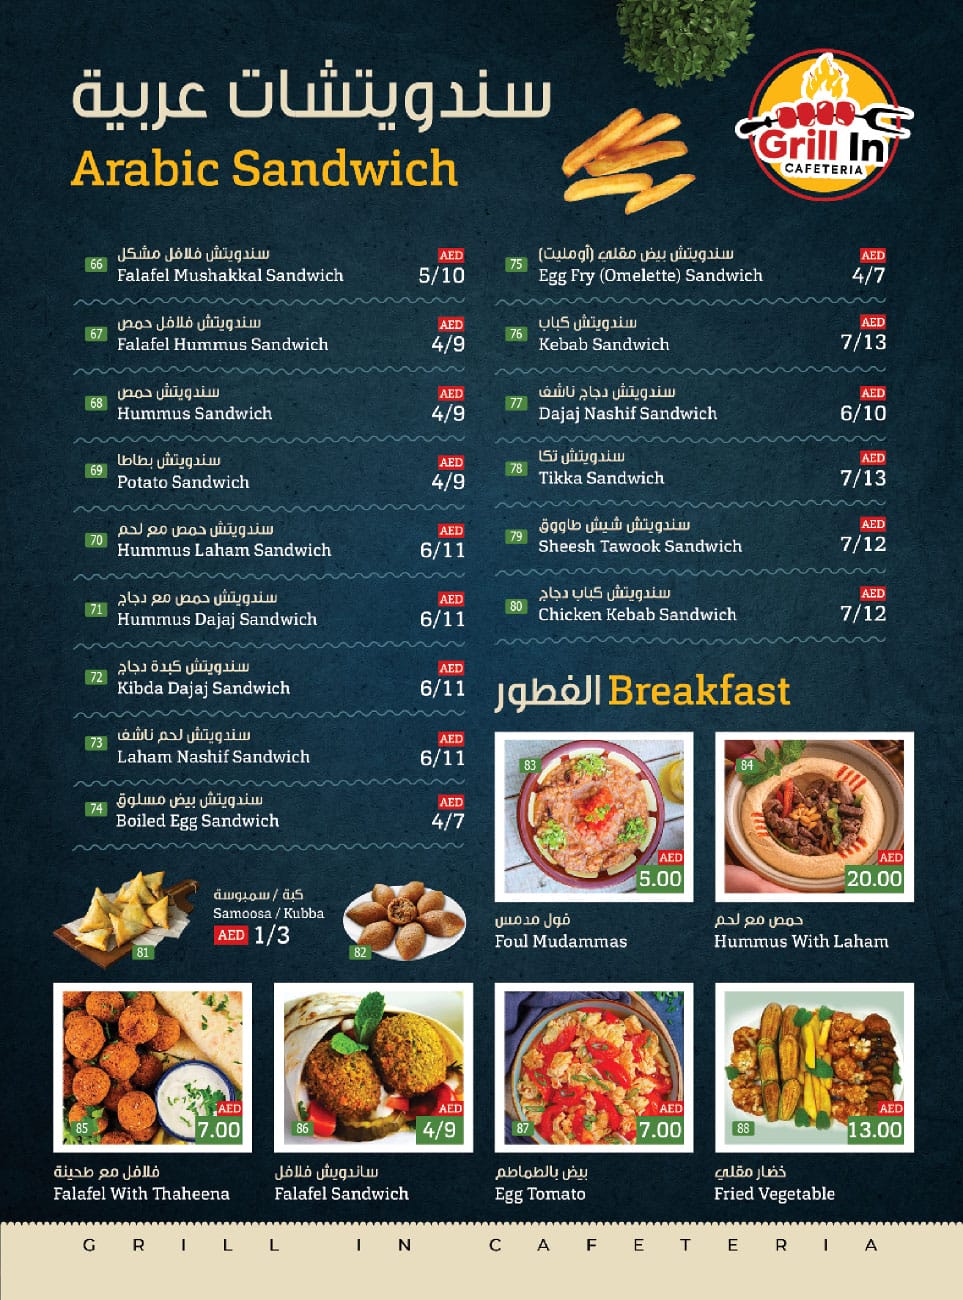 سندويتشات عربية
Arabic Sandwich
Grill In
CAFETERIA
66
سندويتش فلافل مشكل
Falafel Mushakkal Sandwich
AED
5/10
67
سندويتش فلافل حمص
Falafel Hummus Sandwich
AED
4/9
68
سندويتش حمص
Hummus Sandwich
AED
4/9
69
سندويتش بطاطا
Potato Sandwich
AED
4/9
70
سندويتش حمص مع لحم
Hummus Laham Sandwich
AED
6/11
71
سندويتش حمص مع دجاج
Hummus Dajaj Sandwich
AED
6/11
72
سندويتش كبدة دجاج
Kibda Dajaj Sandwich
AED
6/11
73
سندويتش لحم ناشف
Laham Nashif Sandwich
AED
6/11
74
سندويتش بيض مسلوق
Boiled Egg Sandwich
AED
4/7
75
سندويتش بيض مقلي (أومليت)
Egg Fry (Omelette) Sandwich
AED
4/7
76
سندويتش كباب
Kebab Sandwich
AED
7/13
77
سندويتش دجاج ناشف
Dajaj Nashif Sandwich
AED
6/10
78
سندويتش تكا
Tikka Sandwich
AED
7/13
79
سندويتش شيش طاووق
Sheesh Tawook Sandwich
AED
7/12
80
سندويتش كباب دجاج
Chicken Kebab Sandwich
AED
7/12
81
كبة / سمبوسة
Samoosa / Kubba
AED 1/3
82
الفطور Breakfast
83
AED
5.00
فول مدمس
Foul Mudammas
84
AED
20.00
حمص مع لحم
Hummus With Laham
85
AED
7.00
فلافل مع طحينة
Falafel With Thaheena
86
AED
4/9
ساندويش فلافل
Falafel Sandwich
87
AED
7.00
بيض بالطماطم
Egg Tomato
88
AED
13.00
خضار مقلي
Fried Vegetable
GRILL IN CAFETERIA